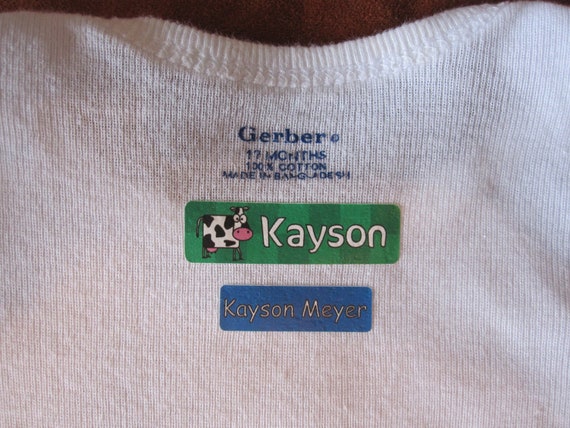 Gerber®
12 MONTHS
100% COTTON
MADE IN BANGLADESH
Kayson
Kayson Meyer